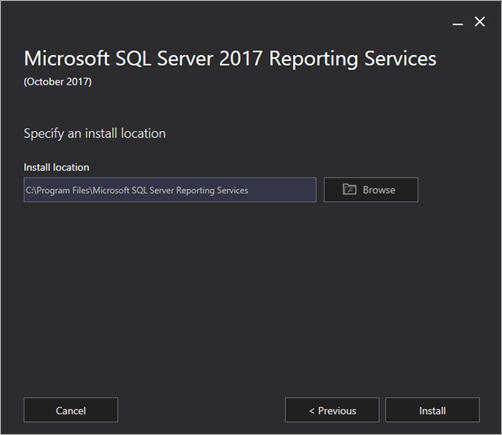 Microsoft SQL Server 2017 Reporting Services
(October 2017)
Specify an install location
Install location
C:\Program Files\Microsoft SQL Server Reporting Services
Browse
Cancel
< Previous
Install